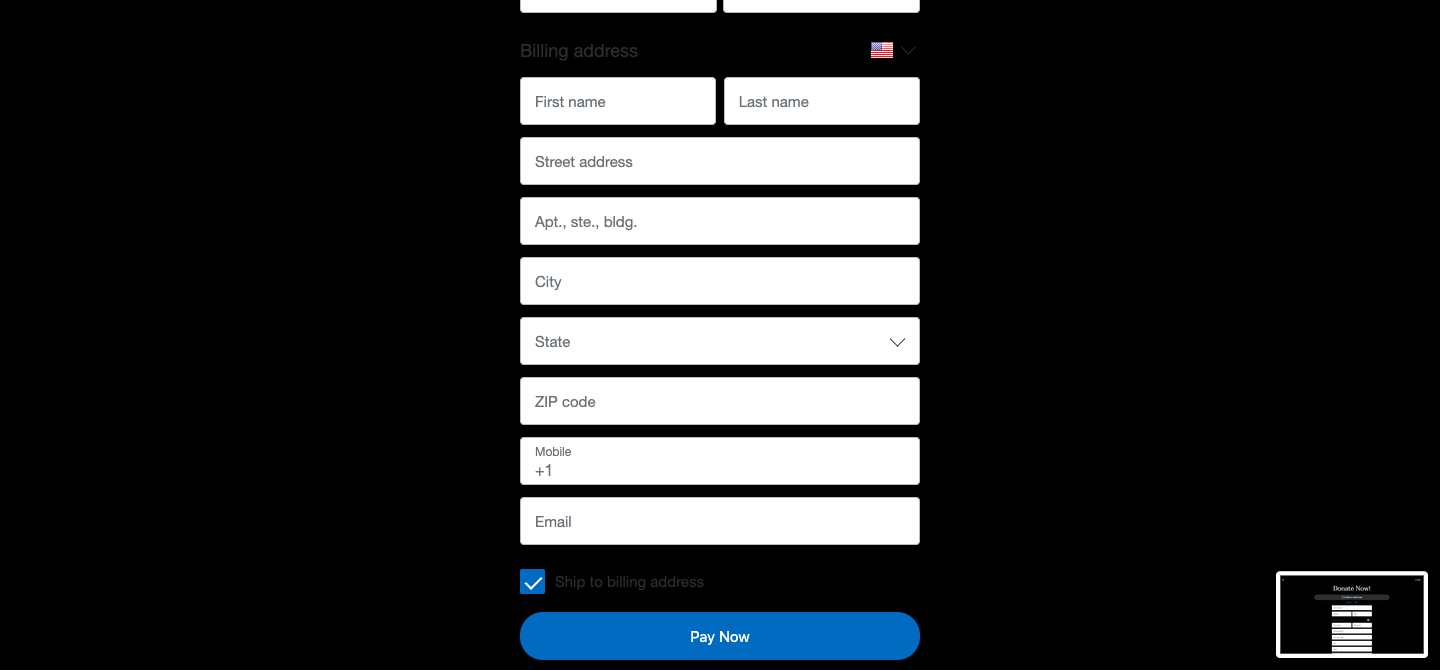 Billing address
First name
Last name
Street address
Apt., ste., bldg.
City
State
ZIP code
Mobile
+1
Email
Ship to billing address
Pay Now
Donate Now!